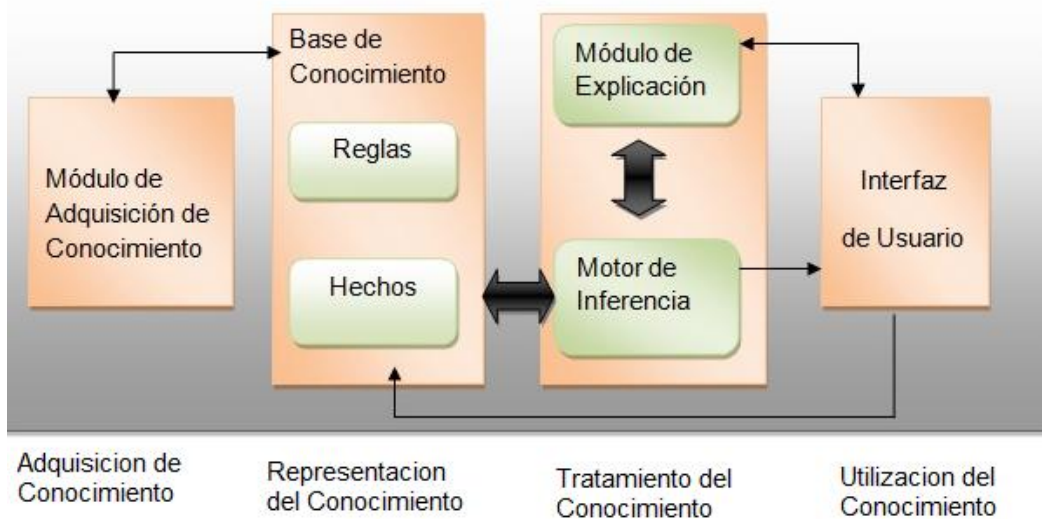 Base de
Conocimiento
Módulo de
Explicación
Reglas
Módulo de
Adquisición de
Conocimiento
Interfaz
de Usuario
Hechos
Motor de
Inferencia
Adquisicion de
Conocimiento
Representacion
del Conocimiento
Tratamiento del
Conocimiento
Utilizacion del
Conocimiento